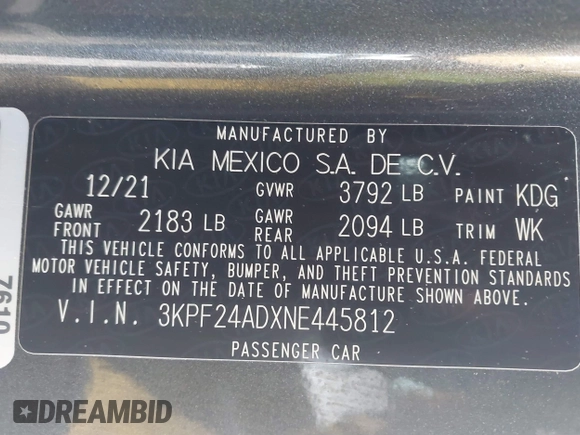 MANUFACTURED BY
KIA MEXICO S.A. DE C.V.
12/21 GVWR 3792 LB PAINT KDG
GAWR FRONT 2183 LB GAWR REAR 2094 LB TRIM WK
THIS VEHICLE CONFORMS TO ALL APPLICABLE U.S.A. FEDERAL
MOTOR VEHICLE SAFETY, BUMPER, AND THEFT PREVENTION STANDARDS
IN EFFECT ON THE DATE OF MANUFACTURE SHOWN ABOVE.
V.I.N. 3KPF24ADXNE445812
PASSENGER CAR
7610
DREAMBID